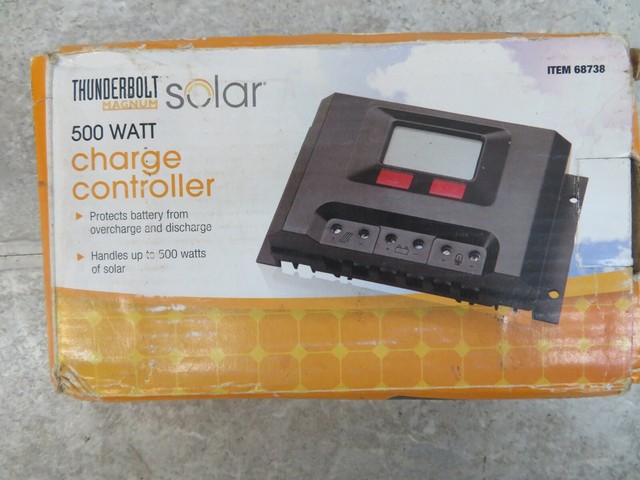 THUNDERBOLT
MAGNUM
solar
ITEM 68738
500 WATT
charge
controller
Protects battery from
overcharge and discharge
Handles up to 500 watts
of solar